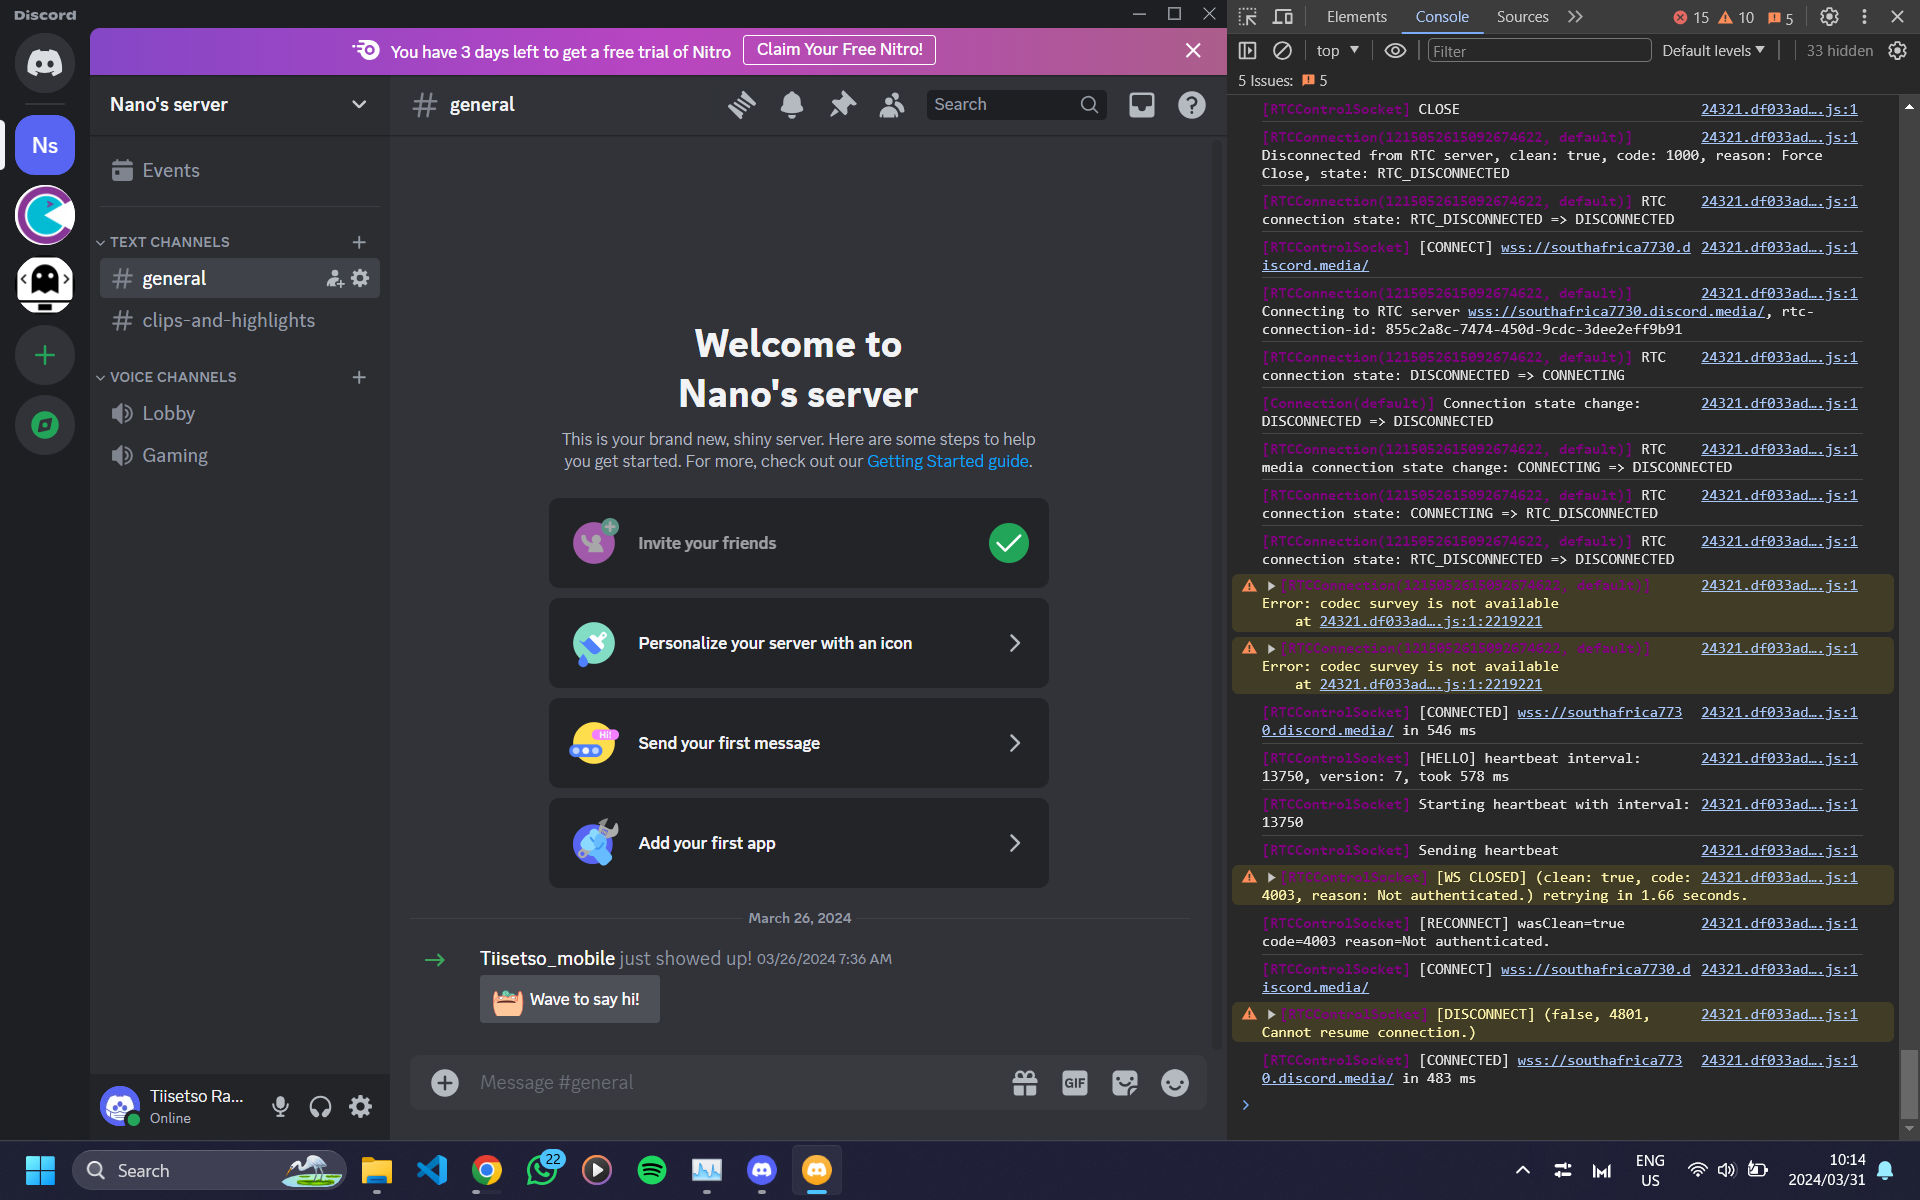 Discord
You have 3 days left to get a free trial of Nitro
Claim Your Free Nitro!
Nano's server
general
Search
Ns
Events
TEXT CHANNELS
general
clips-and-highlights
VOICE CHANNELS
Lobby
Gaming
Welcome to
Nano's server
This is your brand new, shiny server. Here are some steps to help
you get started. For more, check out our Getting Started guide.
Invite your friends
Personalize your server with an icon
Hi!
Send your first message
Add your first app
March 26, 2024
Tiisetso_mobile just showed up! 03/26/2024 7:36 AM
Wave to say hi!
Message #general
GIF
Tiisetso Ra...
Online
Elements
Console
Sources
15
10
5
top
Filter
Default levels
33 hidden
5 Issues: 5
[RTCControlSocket] CLOSE 24321.df033ad….js:1
[RTCConnection(1215052615092674622, default)] 24321.df033ad….js:1
Disconnected from RTC server, clean: true, code: 1000, reason: Force
Close, state: RTC_DISCONNECTED
[RTCConnection(1215052615092674622, default)] RTC 24321.df033ad….js:1
connection state: RTC_DISCONNECTED => DISCONNECTED
[RTCControlSocket] [CONNECT] wss://southafrica7730.d 24321.df033ad….js:1
iscord.media/
[RTCConnection(1215052615092674622, default)] 24321.df033ad….js:1
Connecting to RTC server wss://southafrica7730.discord.media/, rtc-
connection-id: 855c2a8c-7474-450d-9cdc-3dee2eff9b91
[RTCConnection(1215052615092674622, default)] RTC 24321.df033ad….js:1
connection state: DISCONNECTED => CONNECTING
[Connection(default)] Connection state change: 24321.df033ad….js:1
DISCONNECTED => DISCONNECTED
[RTCConnection(1215052615092674622, default)] RTC 24321.df033ad….js:1
media connection state change: CONNECTING => DISCONNECTED
[RTCConnection(1215052615092674622, default)] RTC 24321.df033ad….js:1
connection state: CONNECTING => RTC_DISCONNECTED
[RTCConnection(1215052615092674622, default)] RTC 24321.df033ad….js:1
connection state: RTC_DISCONNECTED => DISCONNECTED
[RTCConnection(1215052615092674622, default)] 24321.df033ad….js:1
Error: codec survey is not available
at 24321.df033ad….js:1:2219221
[RTCConnection(1215052615092674622, default)] 24321.df033ad….js:1
Error: codec survey is not available
at 24321.df033ad….js:1:2219221
[RTCControlSocket] [CONNECTED] wss://southafrica773 24321.df033ad….js:1
0.discord.media/ in 546 ms
[RTCControlSocket] [HELLO] heartbeat interval: 24321.df033ad….js:1
13750, version: 7, took 578 ms
[RTCControlSocket] Starting heartbeat with interval: 24321.df033ad….js:1
13750
[RTCControlSocket] Sending heartbeat 24321.df033ad….js:1
[RTCControlSocket] [WS CLOSED] (clean: true, code: 24321.df033ad….js:1
4003, reason: Not authenticated.) retrying in 1.66 seconds.
[RTCControlSocket] [RECONNECT] wasClean=true 24321.df033ad….js:1
code=4003 reason=Not authenticated.
[RTCControlSocket] [CONNECT] wss://southafrica7730.d 24321.df033ad….js:1
iscord.media/
[RTCControlSocket] [DISCONNECT] (false, 4801, 24321.df033ad….js:1
Cannot resume connection.)
[RTCControlSocket] [CONNECTED] wss://southafrica773 24321.df033ad….js:1
0.discord.media/ in 483 ms
Search
22
ENG
US
10:14
2024/03/31